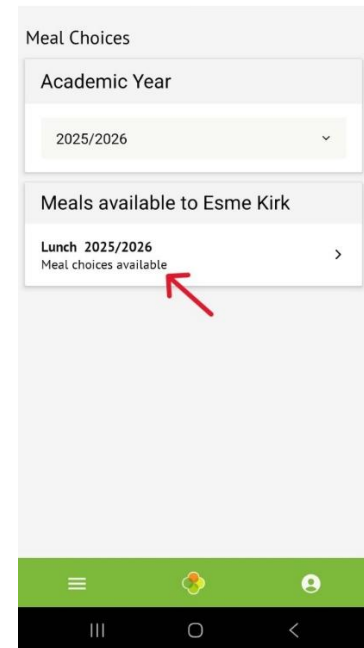 Meal Choices
Academic Year
2025/2026
Meals available to Esme Kirk
Lunch 2025/2026
Meal choices available